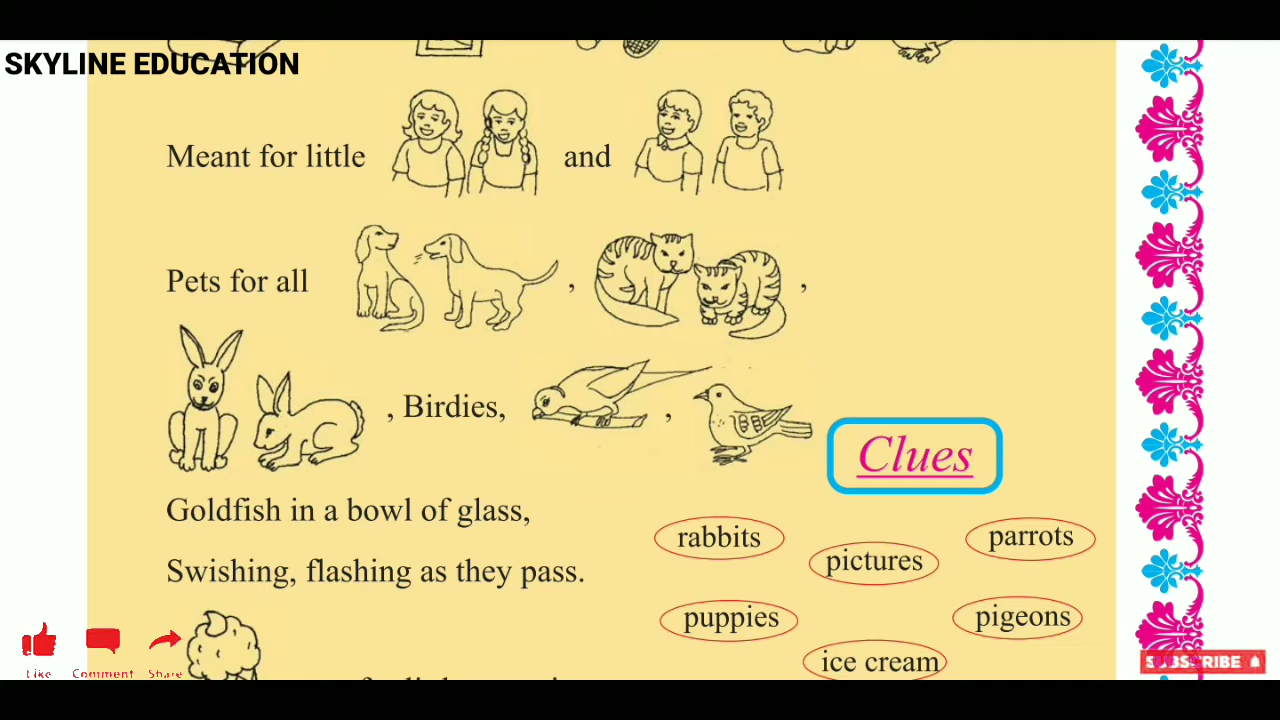 SKYLINE EDUCATION
Meant for little and
Pets for all , ,
, Birdies, ,
Clues
Goldfish in a bowl of glass,
Swishing, flashing as they pass.
rabbits
pictures
parrots
puppies
pigeons
ice cream
Like Comment Share
SUBSCRIBE